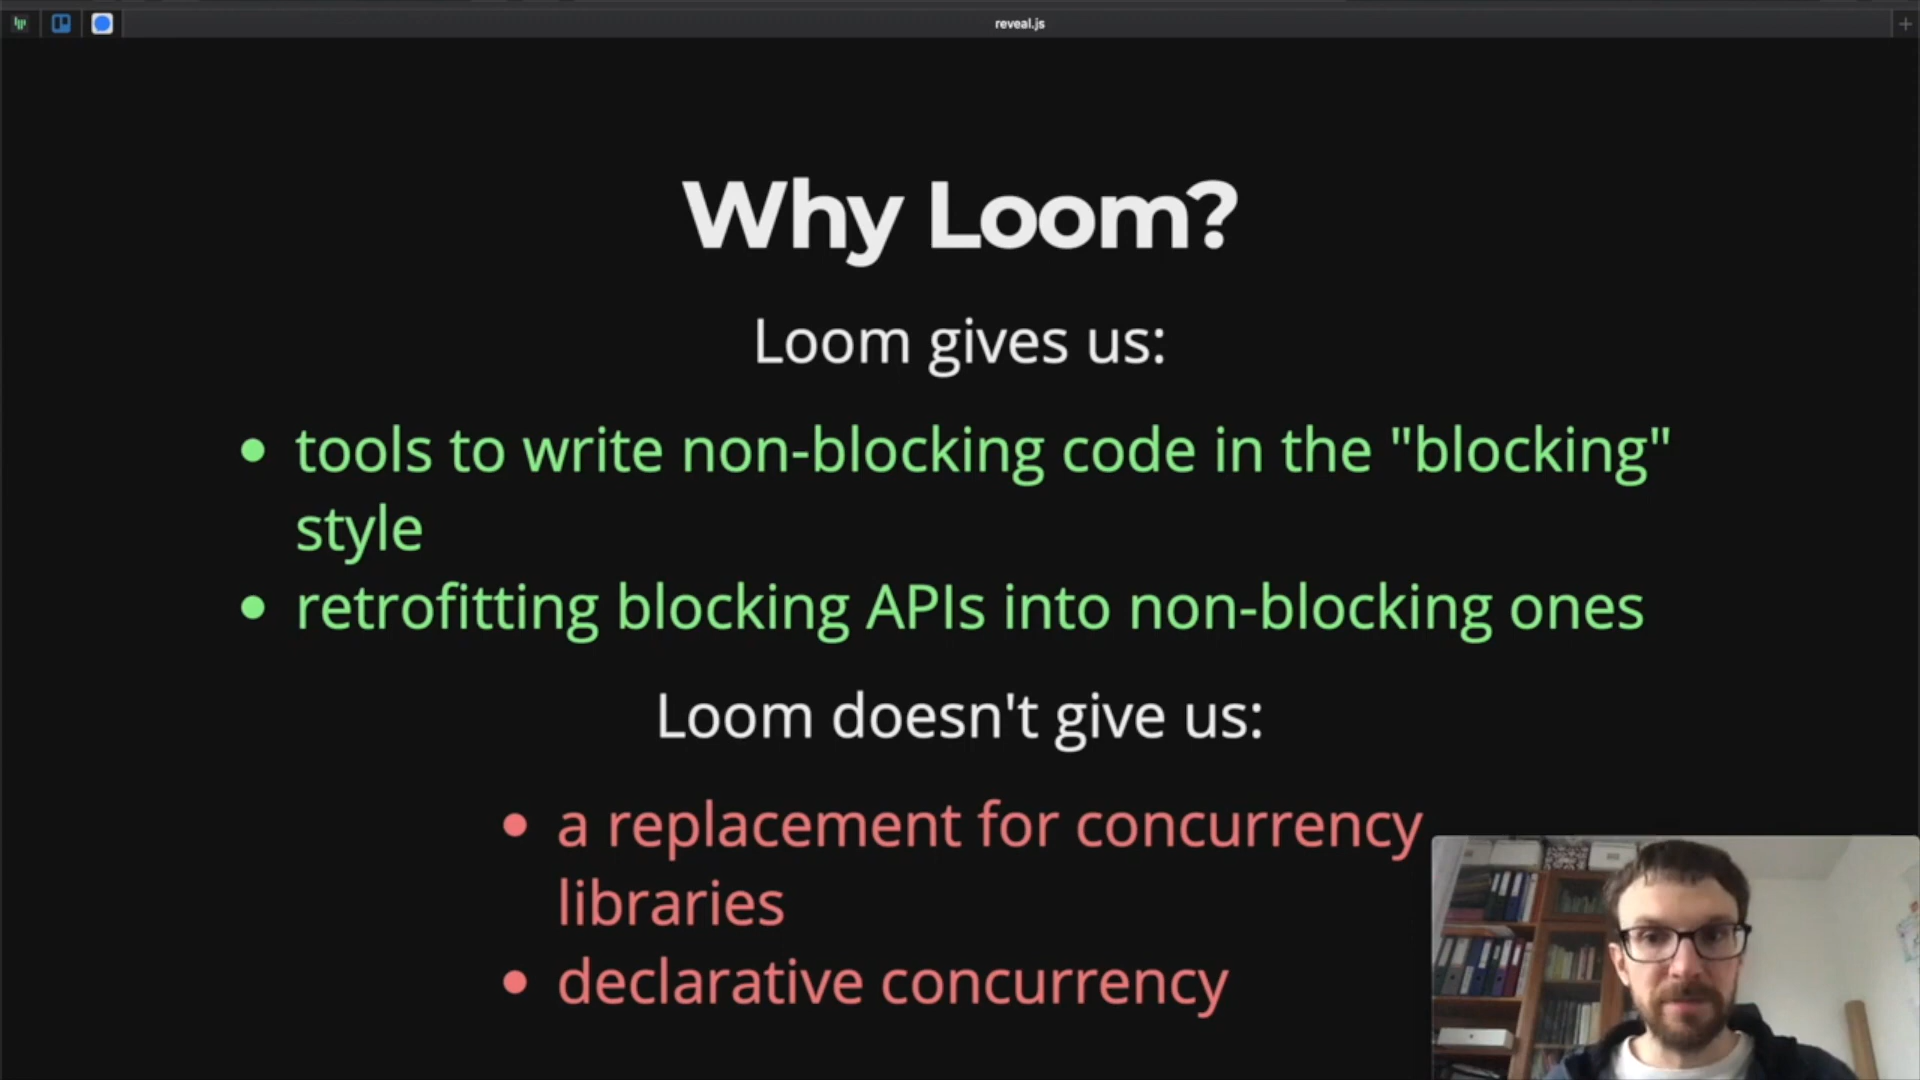 reveal.js
Why Loom?
Loom gives us:
tools to write non-blocking code in the "blocking"
style
retrofitting blocking APIs into non-blocking ones
Loom doesn't give us:
a replacement for concurrency
libraries
declarative concurrency